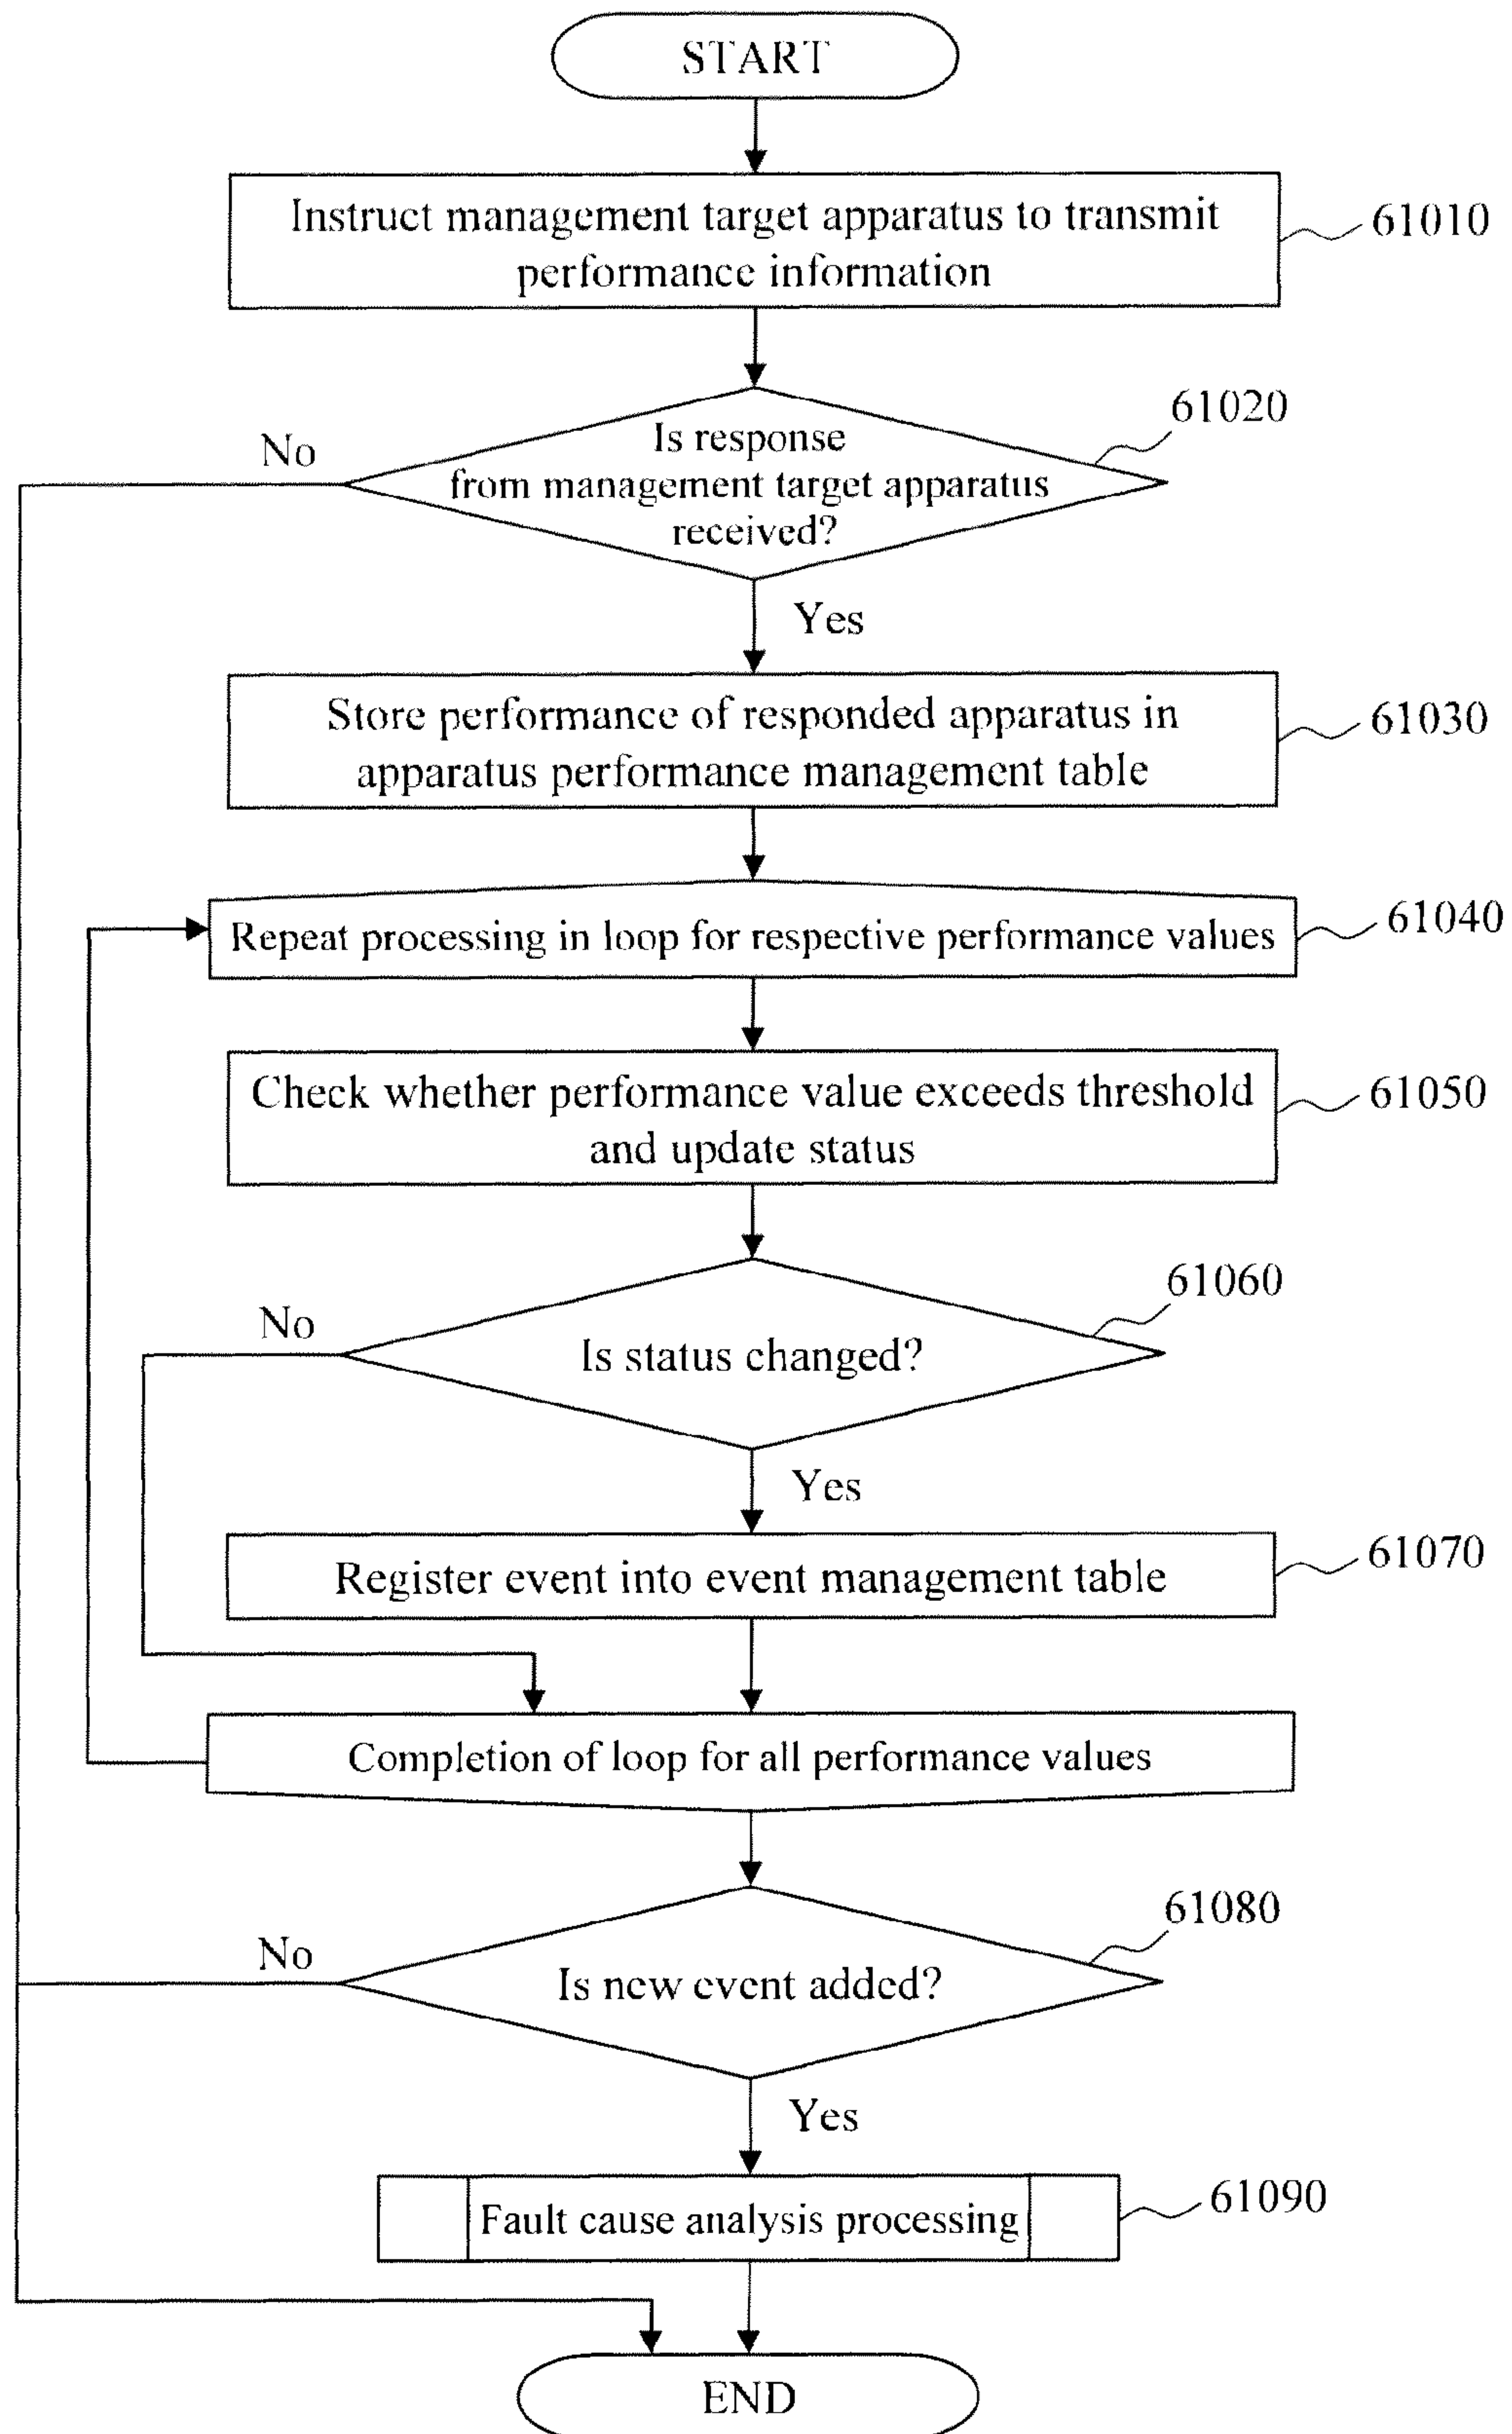 START
Instruct management target apparatus to transmit
performance information
61010
61020
No
Is response
from management target apparatus
received?
Yes
Store performance of responded apparatus in
apparatus performance management table
61030
Repeat processing in loop for respective performance values
61040
Check whether performance value exceeds threshold
and update status
61050
61060
No
Is status changed?
Yes
Register event into event management table
61070
Completion of loop for all performance values
61080
No
Is new event added?
Yes
Fault cause analysis processing
61090
END